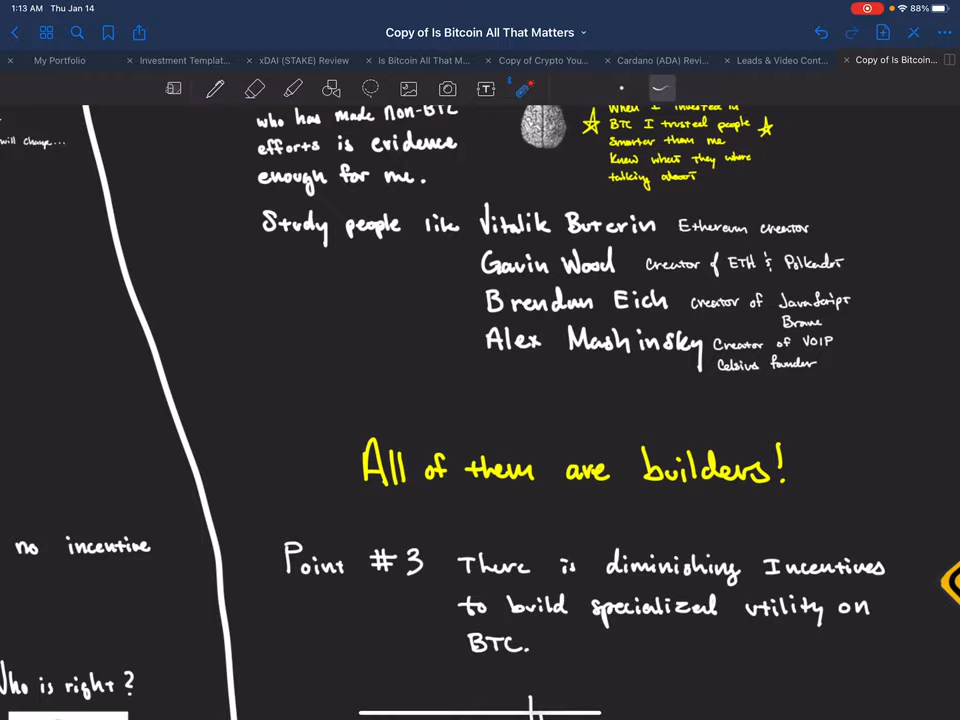 1:13 AM Thu Jan 14
88%
Copy of Is Bitcoin All That Matters
My Portfolio
Investment Templat...
xDAI (STAKE) Review
Is Bitcoin All That M...
Copy of Crypto You...
Cardano (ADA) Revi...
Leads & Video Cont...
Copy of Is Bitcoin...
will change...
who has made non-BTC
efforts is evidence
enough for me.
When I invested in
BTC I trusted people
smarter than me
knew what they where
talking about
Study people like Vitalik Buterin Ethereum creator
Gavin Wood Creator of ETH & Polkadot
Brendan Eich creator of JavaScript
Brave
Alex Mashinsky Creator of VOIP
Celsius founder
All of them are builders!
no incentive
Point #3 There is diminishing Incentives
to build specialized utility on
BTC.
Who is right?